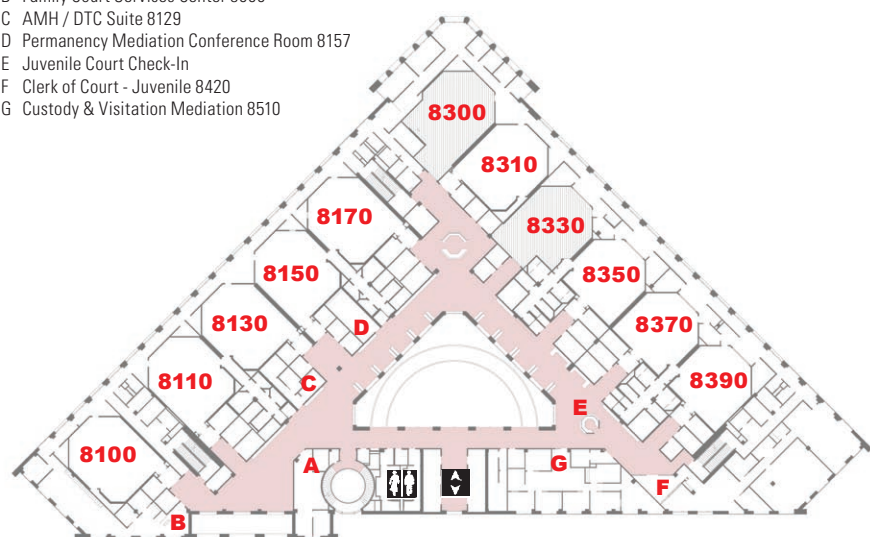 C AMH / DTC Suite 8129
D Permanency Mediation Conference Room 8157
E Juvenile Court Check-In
F Clerk of Court - Juvenile 8420
G Custody & Visitation Mediation 8510
8300
8310
8170
8330
8150
8350
8130
D
8370
8110
C
8390
E
8100
A
G
F
B